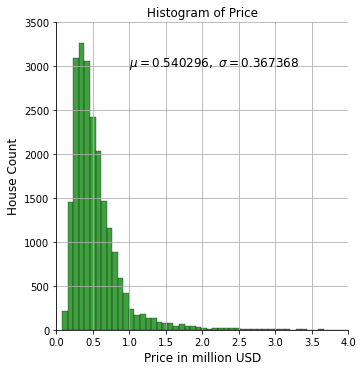 Histogram of Price
3500
3000
2500
2000
1500
1000
500
0
μ = 0.540296, σ = 0.367368
House Count
0.0 0.5 1.0 1.5 2.0 2.5 3.0 3.5 4.0
Price in million USD